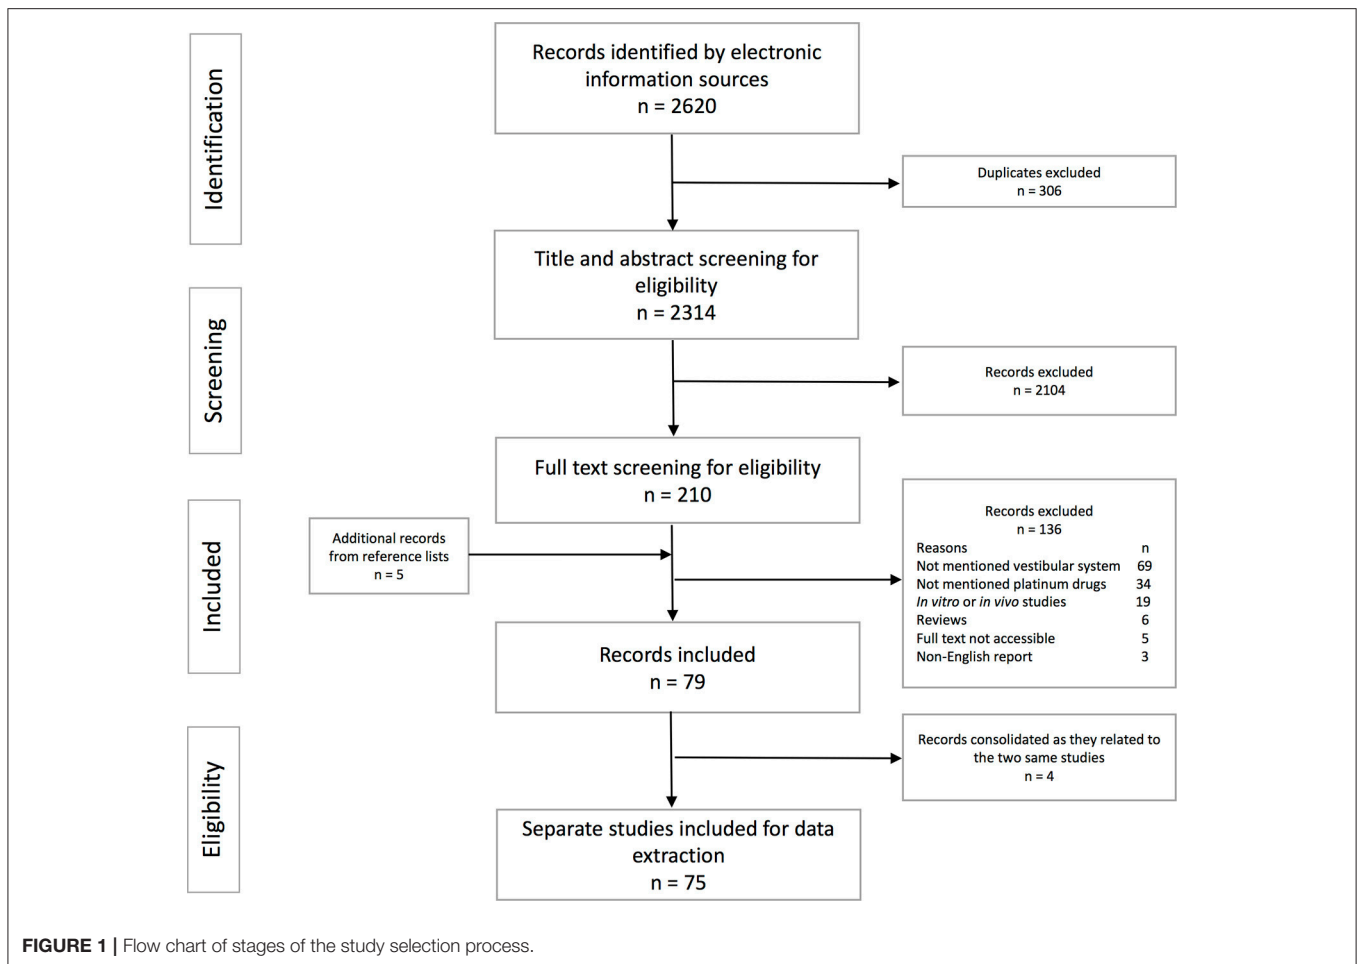 Identification
Records identified by electronic
information sources
n = 2620
Duplicates excluded
n = 306
Screening
Title and abstract screening for
eligibility
n = 2314
Records excluded
n = 2104
Full text screening for eligibility
n = 210
Included
Additional records
from reference lists
n = 5
Records excluded
n = 136
Reasons n
Not mentioned vestibular system 69
Not mentioned platinum drugs 34
In vitro or in vivo studies 19
Reviews 6
Full text not accessible 5
Non-English report 3
Records included
n = 79
Eligibility
Records consolidated as they related to
the two same studies
n = 4
Separate studies included for data
extraction
n = 75
FIGURE 1 | Flow chart of stages of the study selection process.